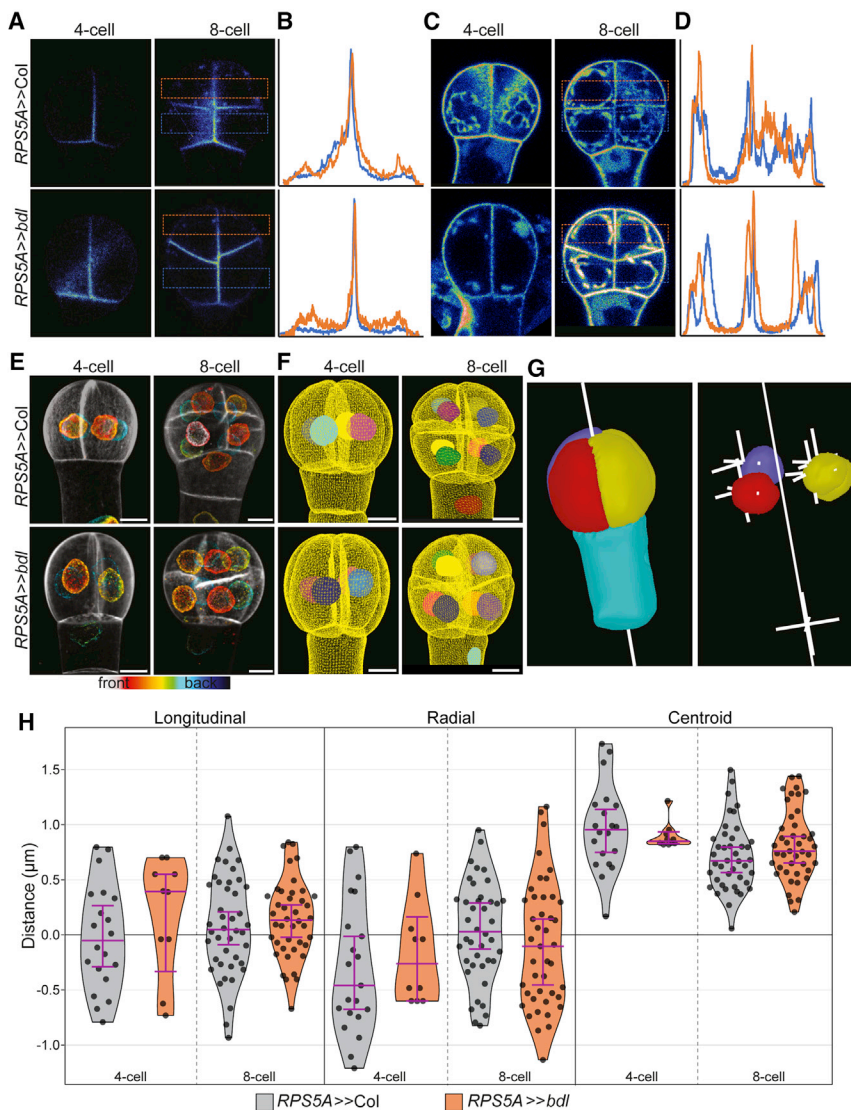 A
B
C
D
4-cell
8-cell
4-cell
8-cell
RPS5A>>Col
RPS5A>>bdl
E
F
G
4-cell
8-cell
4-cell
8-cell
RPS5A>>Col
RPS5A>>bdl
front
back
H
Longitudinal
Radial
Centroid
Distance (µm)
1.5
1.0
0.5
0.0
-0.5
-1.0
4-cell
8-cell
4-cell
8-cell
4-cell
8-cell
RPS5A>>Col
RPS5A>>bdl